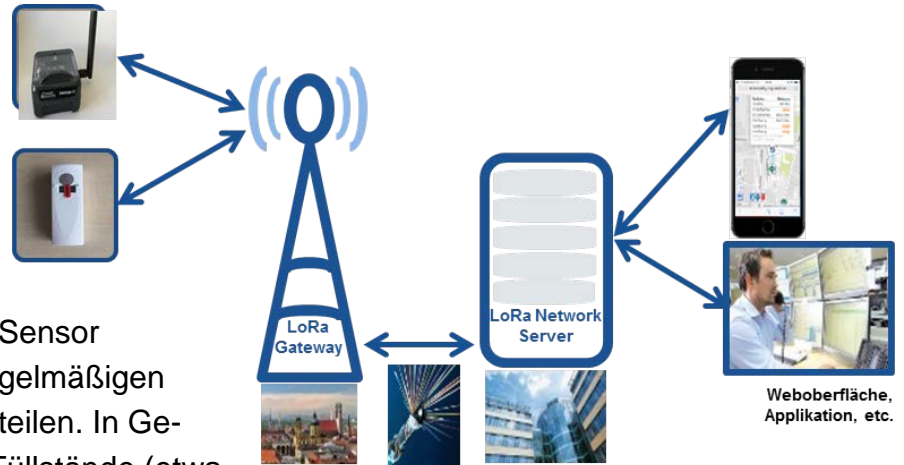 LoRa
Gateway
LoRa Network
Server
Weboberfläche,
Applikation, etc.
Sensor
gelmäßigen
teilen. In Ge-